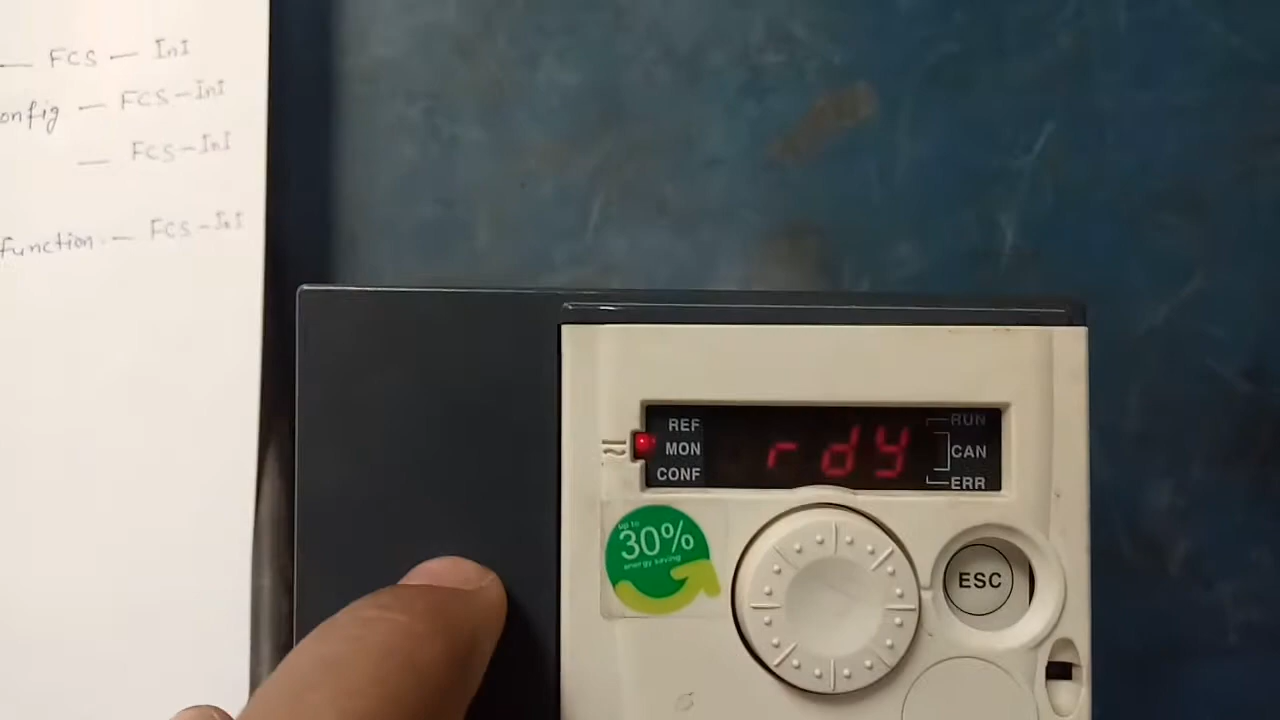 — FCS — InI
onfig — FCS-InI
— FCS-InI
function — FCS-InI
REF
MON
CONF
rdY
RUN
CAN
ERR
up to
30%
energy saving
ESC